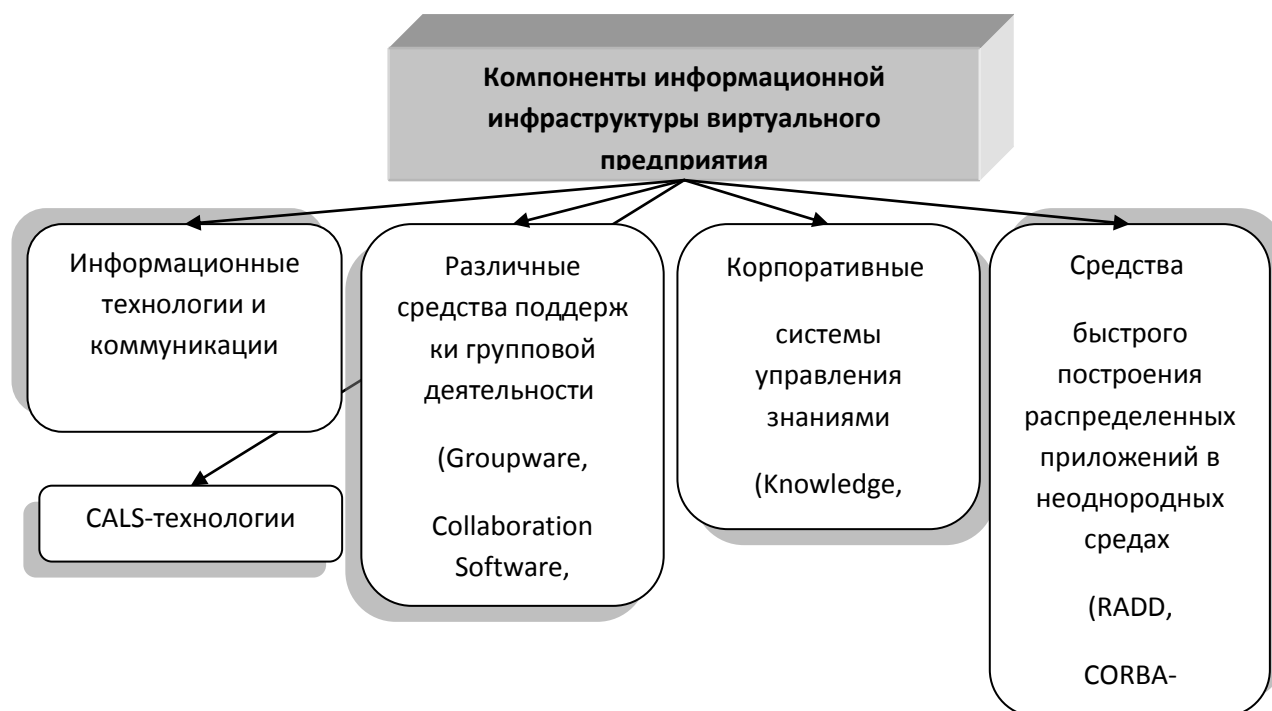 Компоненты информационной
инфраструктуры виртуального
предприятия
Информационные
технологии и
коммуникации
CALS-технологии
Различные
средства поддерж
ки групповой
деятельности
(Groupware,
Collaboration
Software,
Корпоративные
системы
управления
знаниями
(Knowledge,
Средства
быстрого
построения
распределенных
приложений в
неоднородных
средах
(RADD,
CORBA-